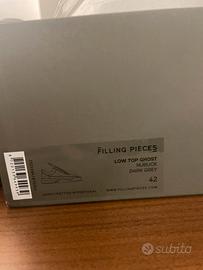 FILLING PIECES
LOW TOP GHOST
NUBUCK
DARK GREY
42
WWW.FILLINGPIECES.COM
subito